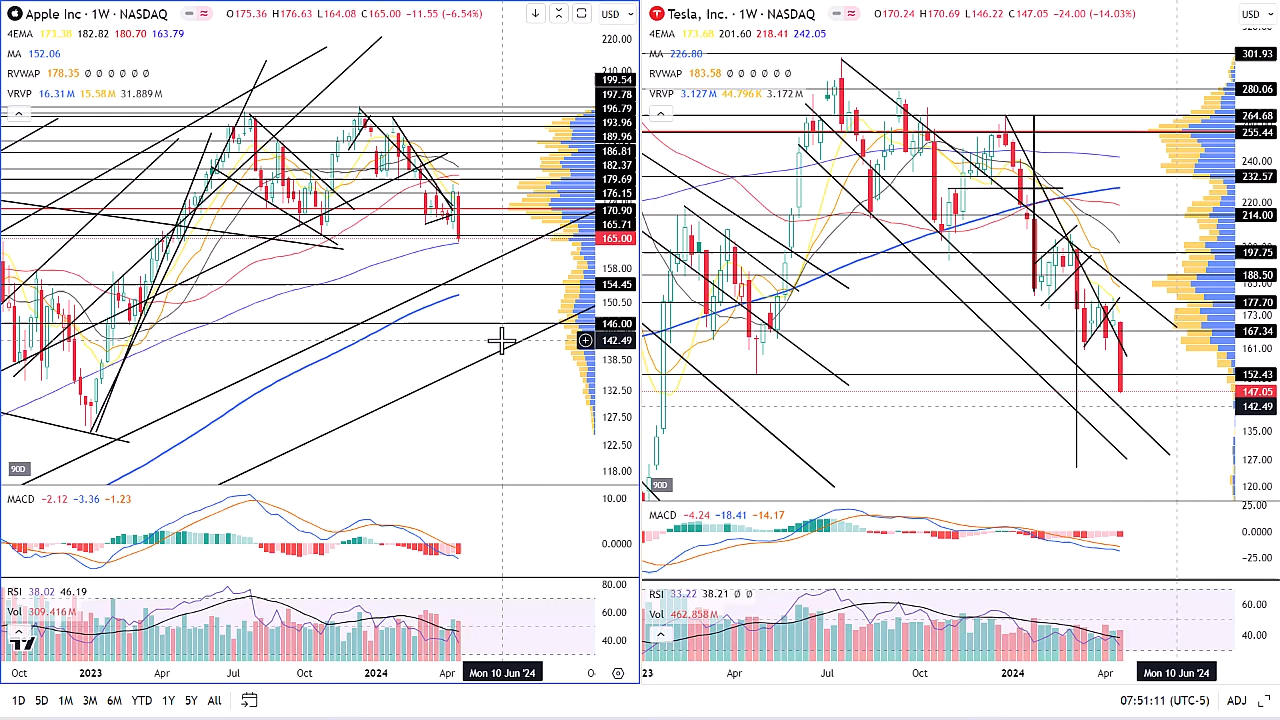 Apple Inc · 1W · NASDAQ O175.36 H176.63 L164.08 C165.00 −11.55 (−6.54%) USD
4EMA 173.38 182.82 180.70 163.79
MA 152.06
RVWAP 178.35 Ø Ø Ø Ø Ø Ø
VRVP 16.31M 15.58M 31.889M
220.00
210.00
199.54
197.78
196.79
193.96
189.96
186.81
182.37
179.69
176.15
170.90
165.71
165.00
158.00
154.45
150.50
146.00
142.49
138.50
132.50
127.50
122.50
118.00
90D
MACD −2.12 −3.36 −1.23
10.00
0.0000
RSI 38.02 46.19
Vol 309.416M
80.00
60.00
40.00
Oct 2023 Apr Jul Oct 2024 Apr Mon 10 Jun '24
Tesla, Inc. · 1W · NASDAQ O170.24 H170.69 L146.22 C147.05 −24.00 (−14.03%) USD
4EMA 173.68 201.60 218.41 242.05
MA 226.80
RVWAP 183.58 Ø Ø Ø Ø Ø Ø
VRVP 3.127M 44.796K 3.172M
301.93
280.06
264.68
255.44
240.00
232.57
220.00
214.00
197.75
188.50
177.70
173.00
167.34
161.00
152.43
147.05
142.49
135.00
127.00
120.00
90D
MACD −4.24 −18.41 −14.17
25.00
0.0000
−25.00
RSI 33.22 38.21 Ø Ø
Vol 462.858M
60.00
40.00
23 Apr Jul Oct 2024 Apr Mon 10 Jun '24
1D 5D 1M 3M 6M YTD 1Y 5Y All 07:51:11 (UTC-5) ADJ